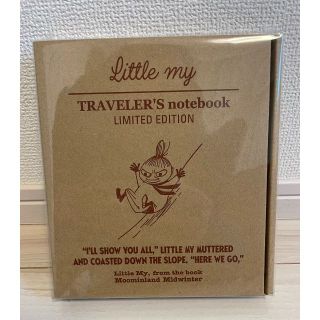 Little my
TRAVELER'S notebook
LIMITED EDITION
"I'LL SHOW YOU ALL," LITTLE MY MUTTERED
AND COASTED DOWN THE SLOPE, "HERE WE GO,"
Little My, from the book
Moominland Midwinter